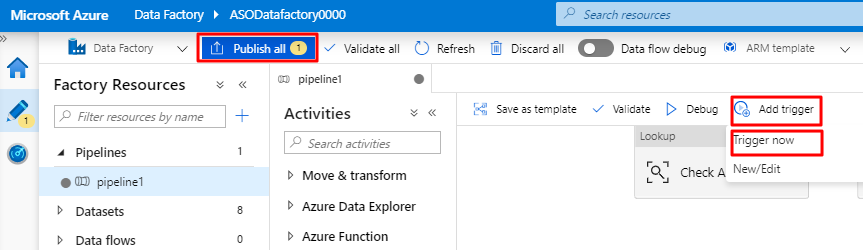 Microsoft Azure Data Factory ASODatafactory0000 Search resources
Data Factory Publish all 1 Validate all Refresh Discard all Data flow debug ARM template
Factory Resources
Filter resources by name
Pipelines 1
pipeline1
Datasets 8
Data flows
1
pipeline1
Activities
Search activities
Move & transform
Azure Data Explorer
Azure Function
Save as template Validate Debug Add trigger
Trigger now
New/Edit
Lookup
Check A